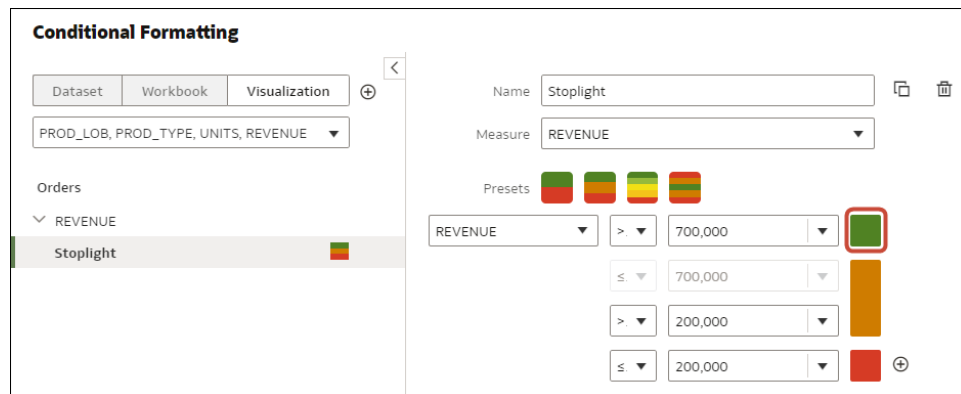 Conditional Formatting
Dataset Workbook Visualization
PROD_LOB, PROD_TYPE, UNITS, REVENUE
Orders
REVENUE
Stoplight
Name Stoplight
Measure REVENUE
Presets
REVENUE >. 700,000
≤. 700,000
>. 200,000
≤. 200,000